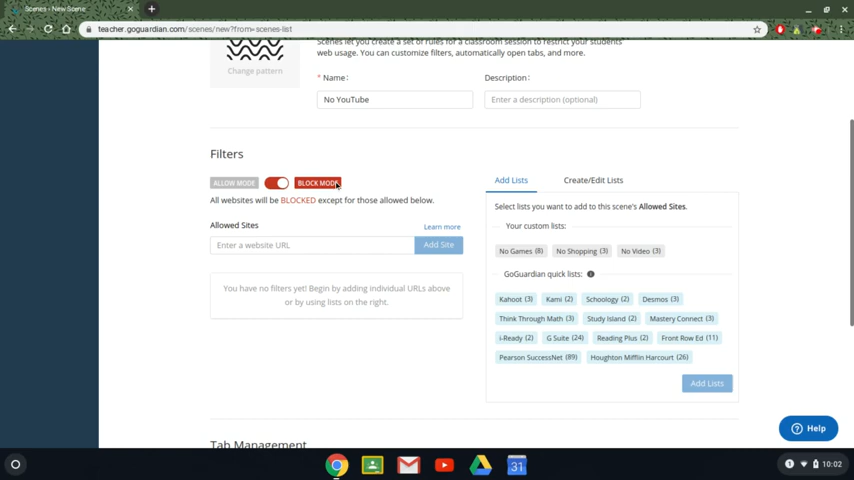 Scenes - New Scene
teacher.goguardian.com/scenes/new?from=scenes-list
Change pattern
Scenes let you create a set of rules for a classroom session to restrict your students'
web usage. You can customize filters, automatically open tabs, and more.
* Name:
Description:
No YouTube
Enter a description (optional)
Filters
ALLOW MODE
BLOCK MODE
All websites will be BLOCKED except for those allowed below.
Allowed Sites
Learn more
Enter a website URL
Add Site
You have no filters yet! Begin by adding individual URLs above
or by using lists on the right.
Add Lists
Create/Edit Lists
Select lists you want to add to this scene's Allowed Sites.
Your custom lists:
No Games (8)
No Shopping (3)
No Video (3)
GoGuardian quick lists:
Kahoot (3)
Kami (2)
Schoology (2)
Desmos (3)
Think Through Math (3)
Study Island (2)
Mastery Connect (3)
i-Ready (2)
G Suite (24)
Reading Plus (2)
Front Row Ed (11)
Pearson SuccessNet (89)
Houghton Mifflin Harcourt (26)
Add Lists
Tab Management
Help
31
10:02